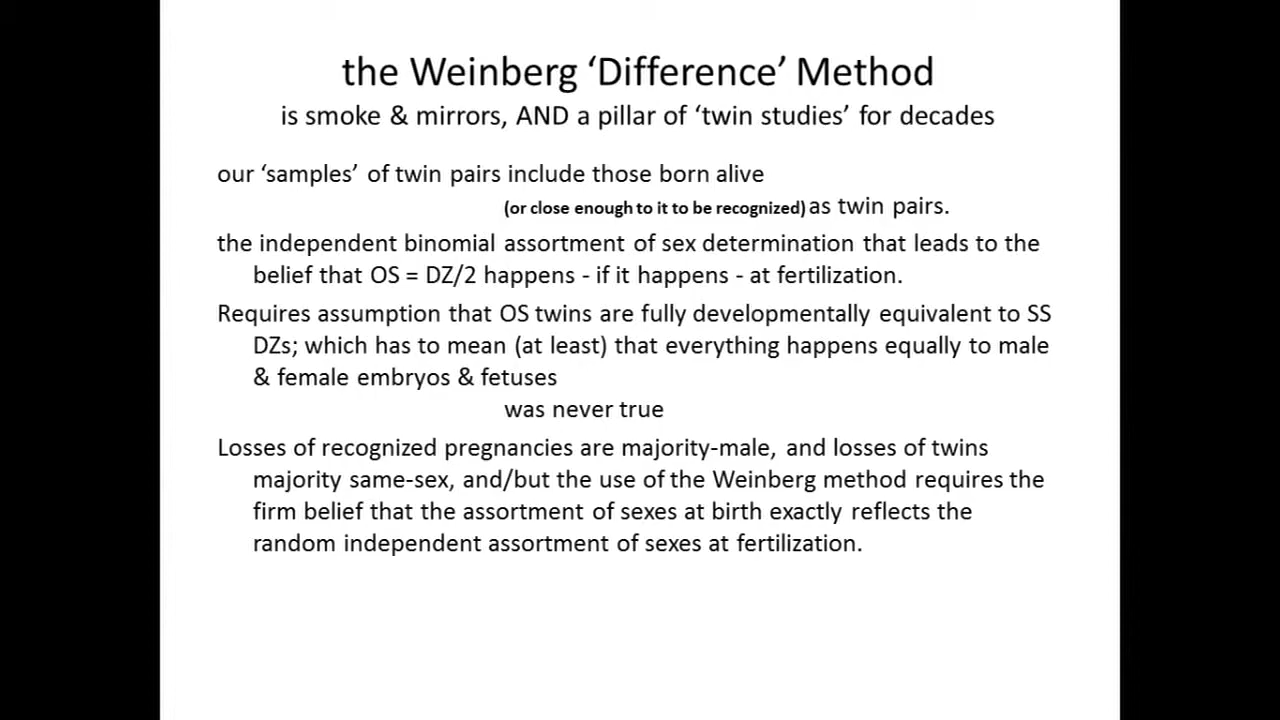 the Weinberg ‘Difference’ Method
is smoke & mirrors, AND a pillar of ‘twin studies’ for decades
our ‘samples’ of twin pairs include those born alive
(or close enough to it to be recognized) as twin pairs.
the independent binomial assortment of sex determination that leads to the
belief that OS = DZ/2 happens - if it happens - at fertilization.
Requires assumption that OS twins are fully developmentally equivalent to SS
DZs; which has to mean (at least) that everything happens equally to male
& female embryos & fetuses
was never true
Losses of recognized pregnancies are majority-male, and losses of twins
majority same-sex, and/but the use of the Weinberg method requires the
firm belief that the assortment of sexes at birth exactly reflects the
random independent assortment of sexes at fertilization.